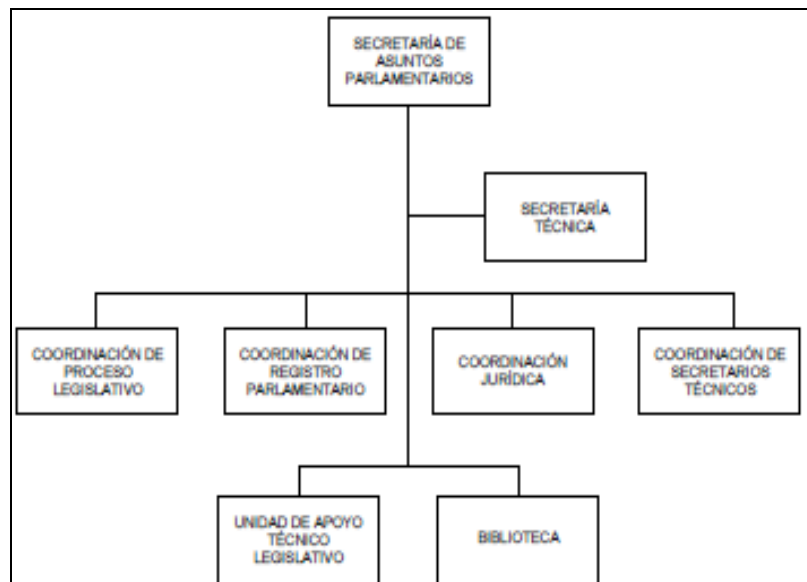 SECRETARÍA DE
ASUNTOS
PARLAMENTARIOS
SECRETARÍA
TÉCNICA
COORDINACIÓN DE
PROCESO
LEGISLATIVO
COORDINACIÓN DE
REGISTRO
PARLAMENTARIO
COORDINACIÓN
JURÍDICA
COORDINACIÓN DE
SECRETARIOS
TÉCNICOS
UNIDAD DE APOYO
TÉCNICO
LEGISLATIVO
BIBLIOTECA